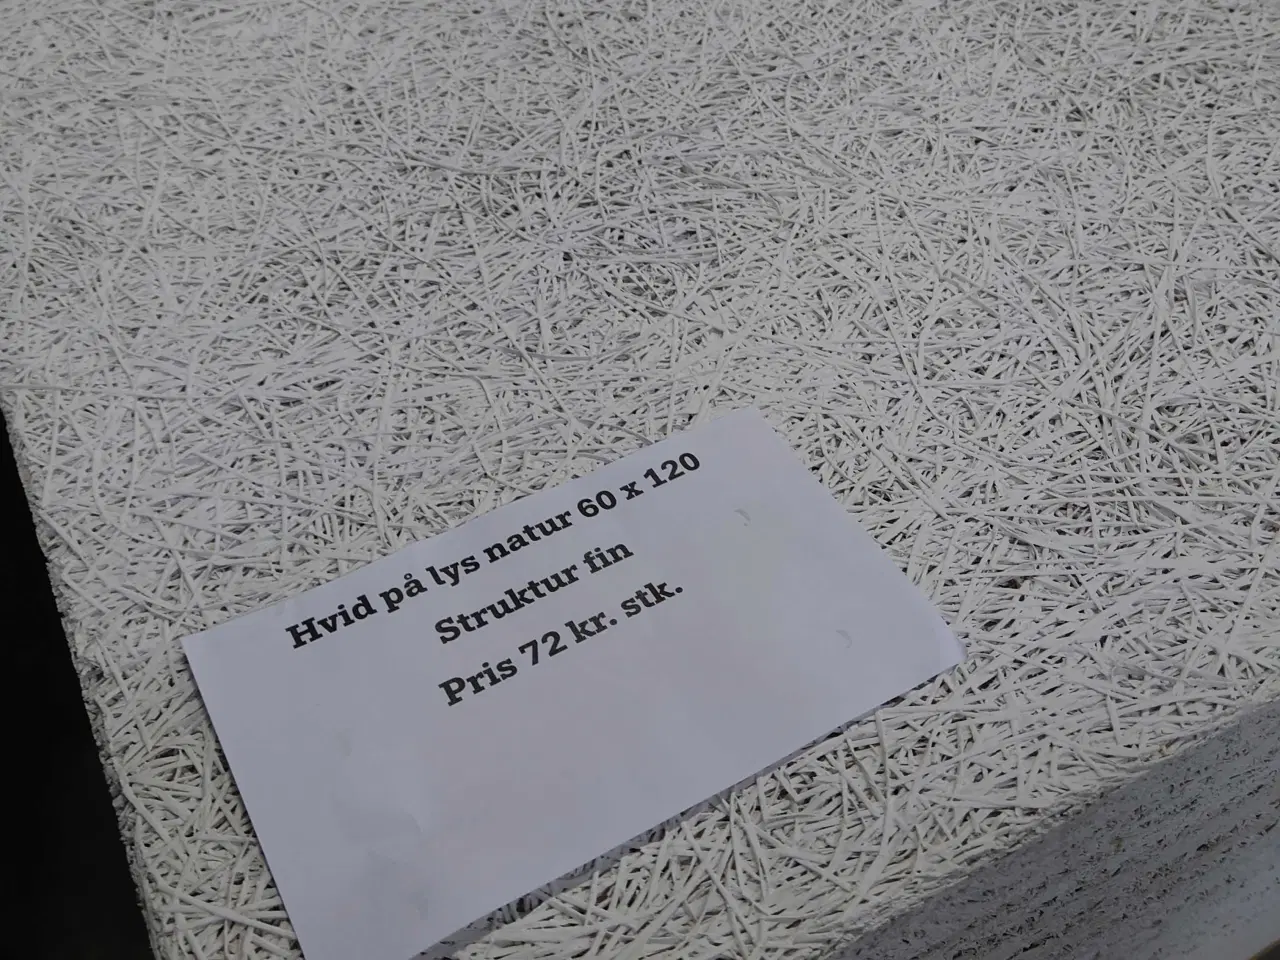 Hvid på lys natur 60 x 120
Struktur fin
Pris 72 kr. stk.